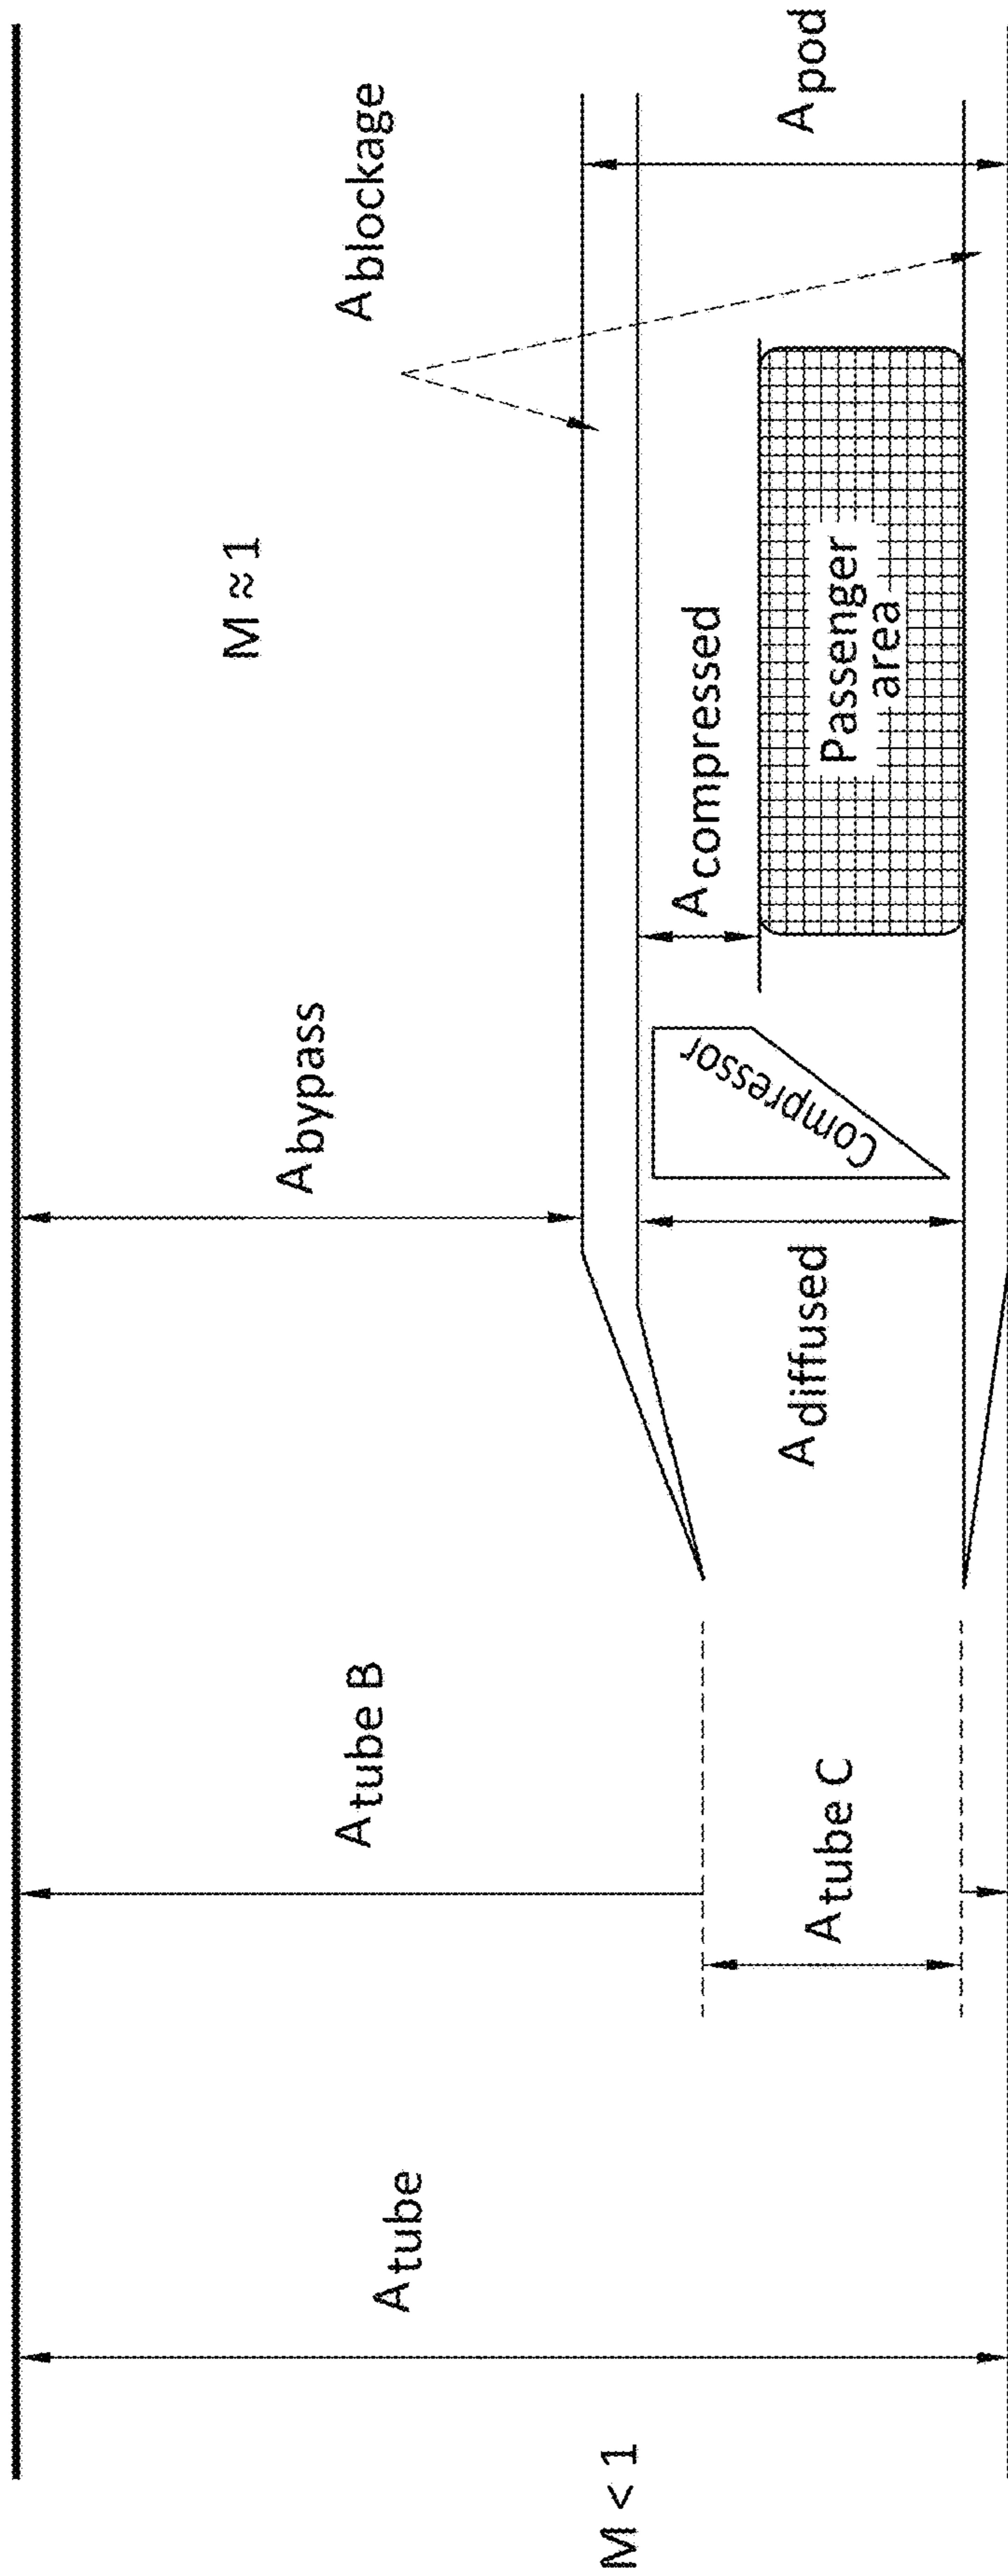 M < 1
A tube
A tube B
A tube C
A bypass
A diffused
Compressor
A compressed
M ≈ 1
Passenger
area
A blockage
A pod